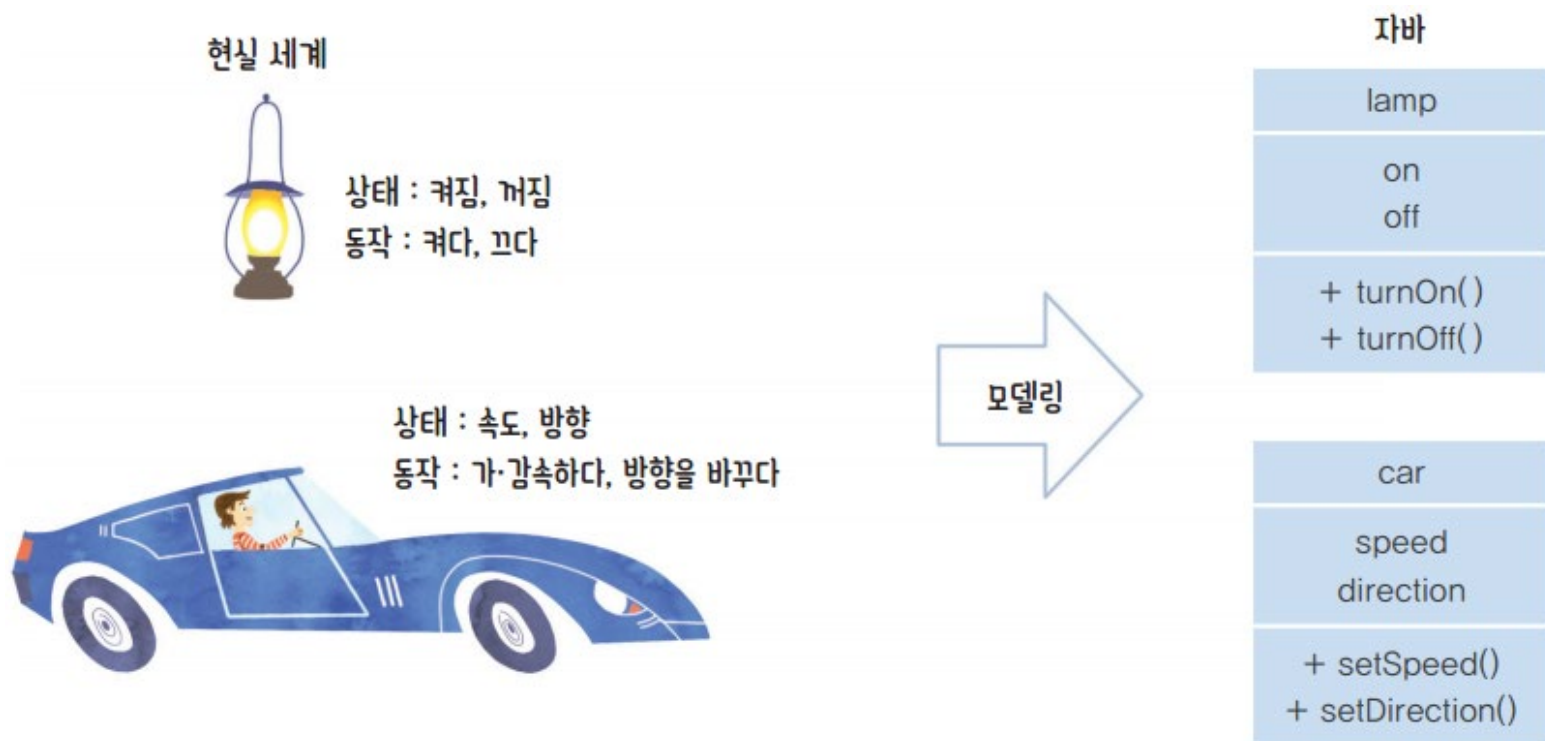 현실 세계
상태 : 켜짐, 꺼짐
동작 : 켜다, 끄다
상태 : 속도, 방향
동작 : 가·감속하다, 방향을 바꾸다
모델링
자바
lamp
on
off
+ turnOn( )
+ turnOff( )
car
speed
direction
+ setSpeed()
+ setDirection()